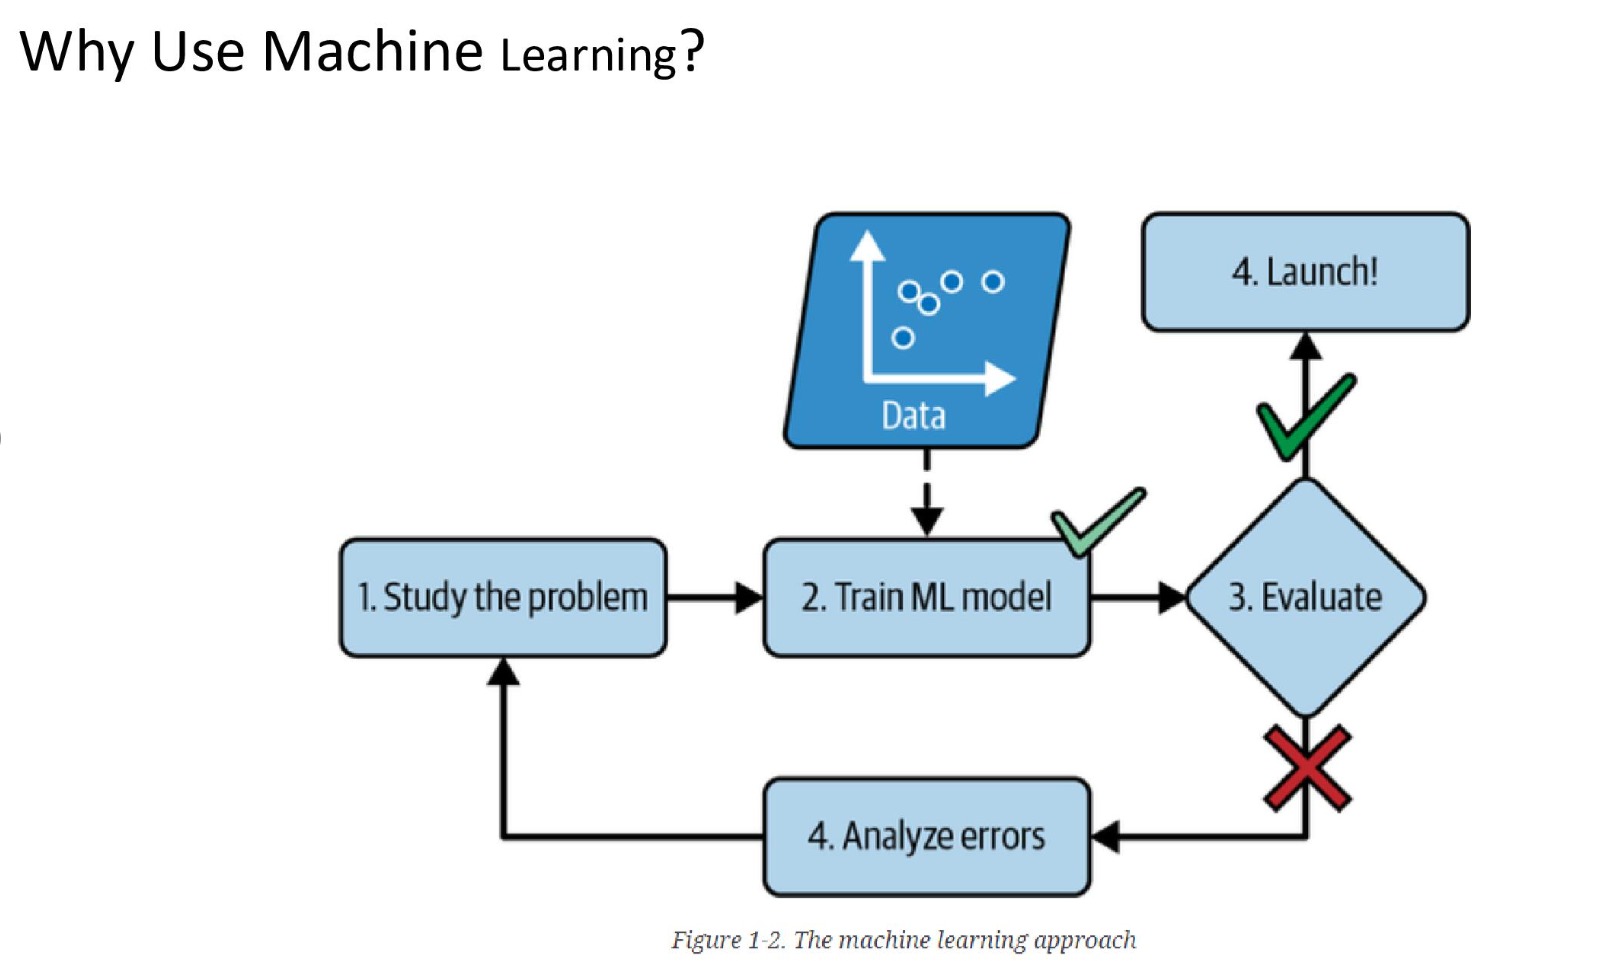 Why Use Machine Learning?
Data
4. Launch!
1. Study the problem
2. Train ML model
3. Evaluate
4. Analyze errors
Figure 1-2. The machine learning approach